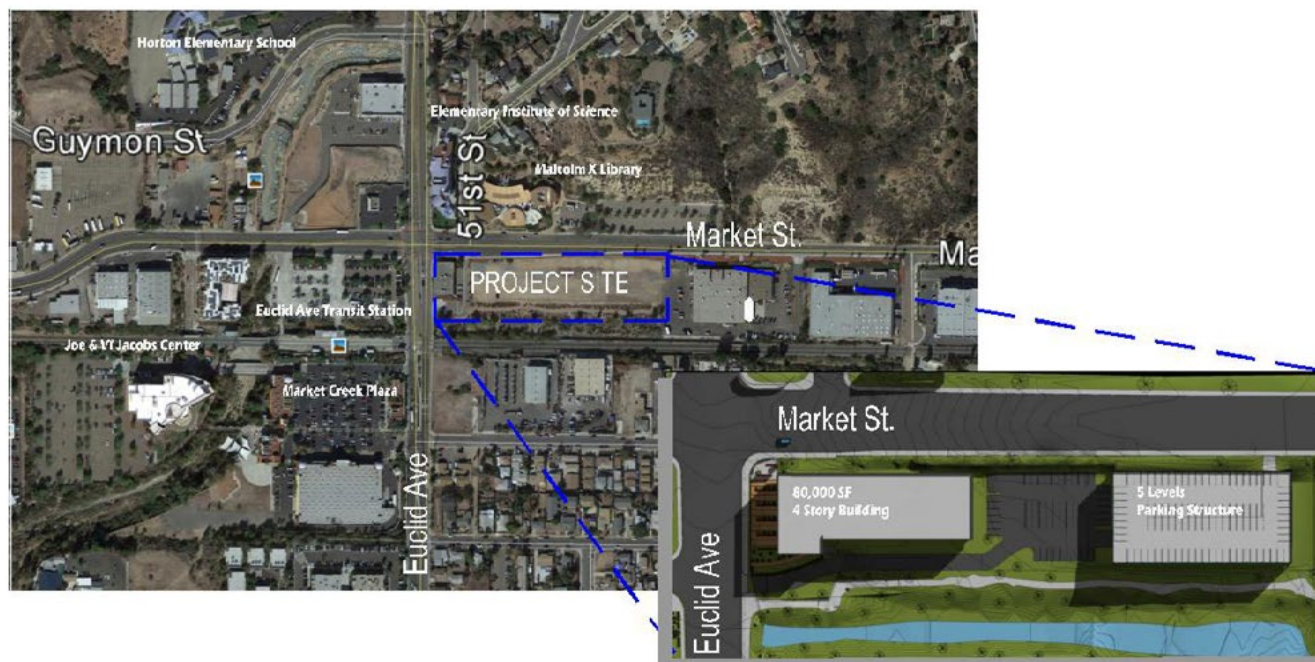 Horton Elementary School
Elementary Institute of Science
Guymon St
51st St
Malcolm X Library
Market St.
Ma
PROJECT SITE
Euclid Ave Transit Station
Joe & VI Jacobs Center
Market Creek Plaza
Euclid Ave
Market St.
80,000 SF
4 Story Building
5 Levels
Parking Structure
Euclid Ave